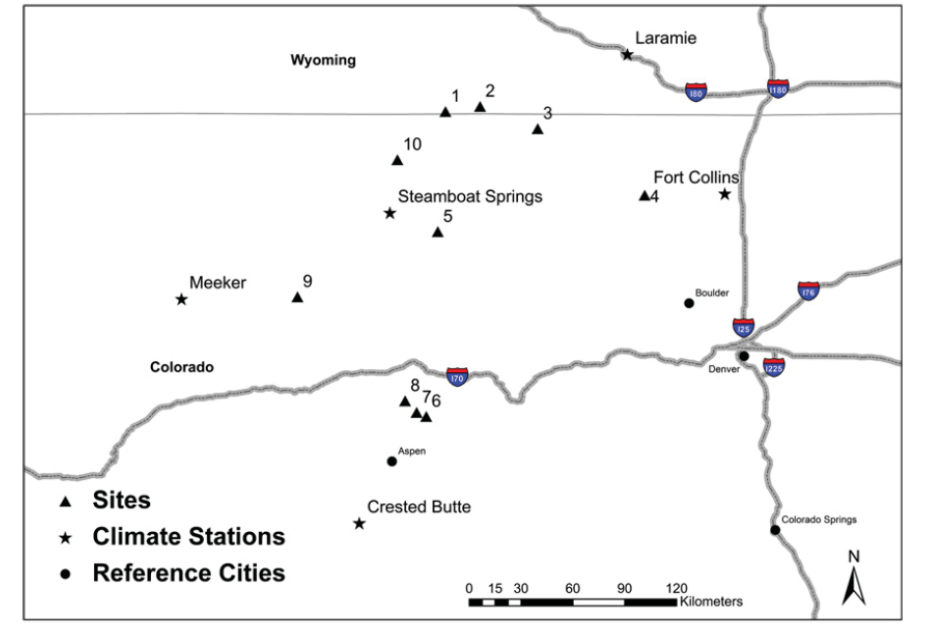 Laramie
Wyoming
I80
I180
1
2
3
10
Fort Collins
4
Steamboat Springs
5
Meeker
9
Boulder
I76
I25
Colorado
I70
Denver
I225
8
7
6
Aspen
Sites
Crested Butte
Climate Stations
Colorado Springs
Reference Cities
N
0 15 30 60 90 120
Kilometers